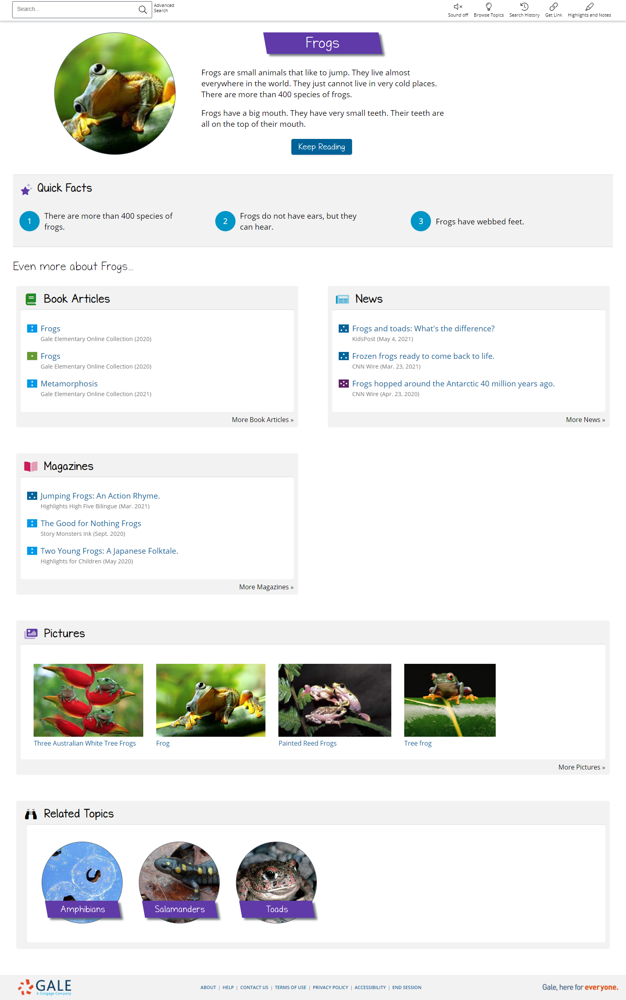 Search...
Advanced
Search
Sound off
Browse Topics
Search History
Get Link
Highlights and Notes
Frogs
Frogs are small animals that like to jump. They live almost
everywhere in the world. They just cannot live in very cold places.
There are more than 400 species of frogs.
Frogs have a big mouth. They have very small teeth. Their teeth are
all on the top of their mouth.
Keep Reading
Quick Facts
1
There are more than 400 species of
frogs.
2
Frogs do not have ears, but they
can hear.
3
Frogs have webbed feet.
Even more about Frogs...
Book Articles
Frogs
Gale Elementary Online Collection (2020)
Frogs
Gale Elementary Online Collection (2020)
Metamorphosis
Gale Elementary Online Collection (2021)
More Book Articles »
News
Frogs and toads: What's the difference?
KidsPost (May 4, 2021)
Frozen frogs ready to come back to life.
CNN Wire (Mar. 23, 2021)
Frogs hopped around the Antarctic 40 million years ago.
CNN Wire (Apr. 23, 2020)
More News »
Magazines
Jumping Frogs: An Action Rhyme.
Highlights High Five Bilingue (Mar. 2021)
The Good for Nothing Frogs
Story Monsters Ink (Sept. 2020)
Two Young Frogs: A Japanese Folktale.
Highlights for Children (May 2020)
More Magazines »
Pictures
Three Australian White Tree Frogs
Frog
Painted Reed Frogs
Tree frog
More Pictures »
Related Topics
Amphibians
Salamanders
Toads
GALE
A Cengage Company
ABOUT | HELP | CONTACT US | TERMS OF USE | PRIVACY POLICY | ACCESSIBILITY | END SESSION
Gale, here for everyone.